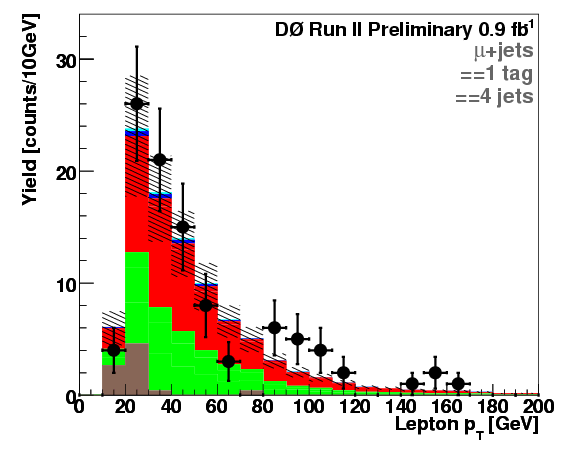 DØ Run II Preliminary 0.9 fb-1
μ+jets
==1 tag
==4 jets
Yield [counts/10GeV]
30
20
10
0
0 20 40 60 80 100 120 140 160 180 200
Lepton pT [GeV]